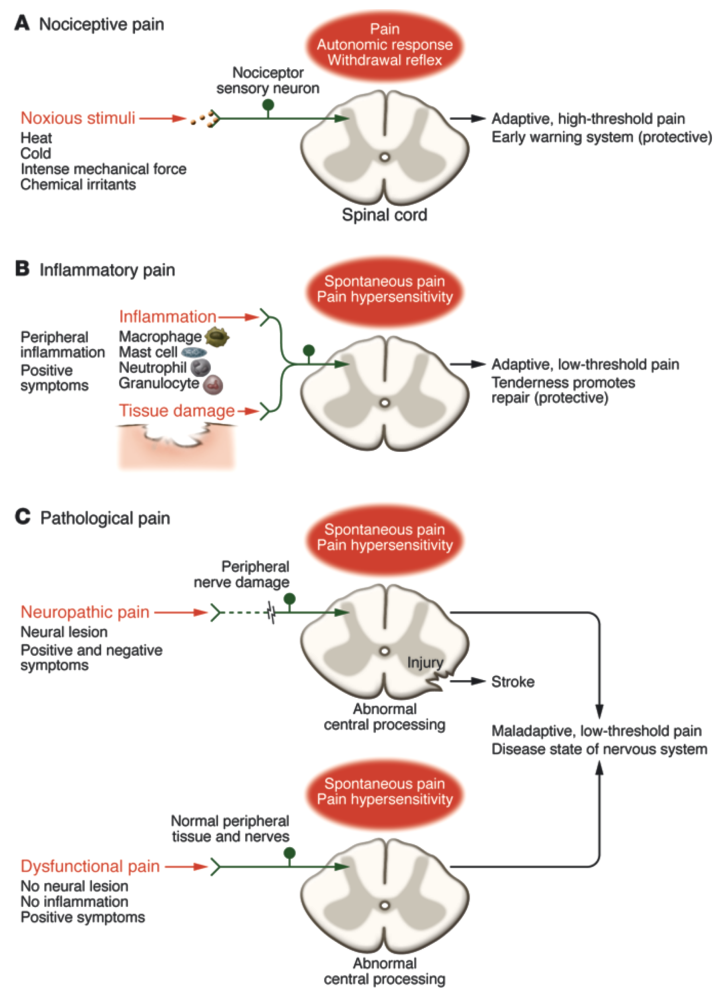 A Nociceptive pain
Pain
Autonomic response
Withdrawal reflex
Nociceptor
sensory neuron
Noxious stimuli
Heat
Cold
Intense mechanical force
Chemical irritants
Adaptive, high-threshold pain
Early warning system (protective)
Spinal cord
B Inflammatory pain
Spontaneous pain
Pain hypersensitivity
Peripheral
inflammation
Positive
symptoms
Inflammation
Macrophage
Mast cell
Neutrophil
Granulocyte
Tissue damage
Adaptive, low-threshold pain
Tenderness promotes
repair (protective)
C Pathological pain
Spontaneous pain
Pain hypersensitivity
Peripheral
nerve damage
Neuropathic pain
Neural lesion
Positive and negative
symptoms
Injury
Stroke
Abnormal
central processing
Maladaptive, low-threshold pain
Disease state of nervous system
Spontaneous pain
Pain hypersensitivity
Normal peripheral
tissue and nerves
Dysfunctional pain
No neural lesion
No inflammation
Positive symptoms
Abnormal
central processing